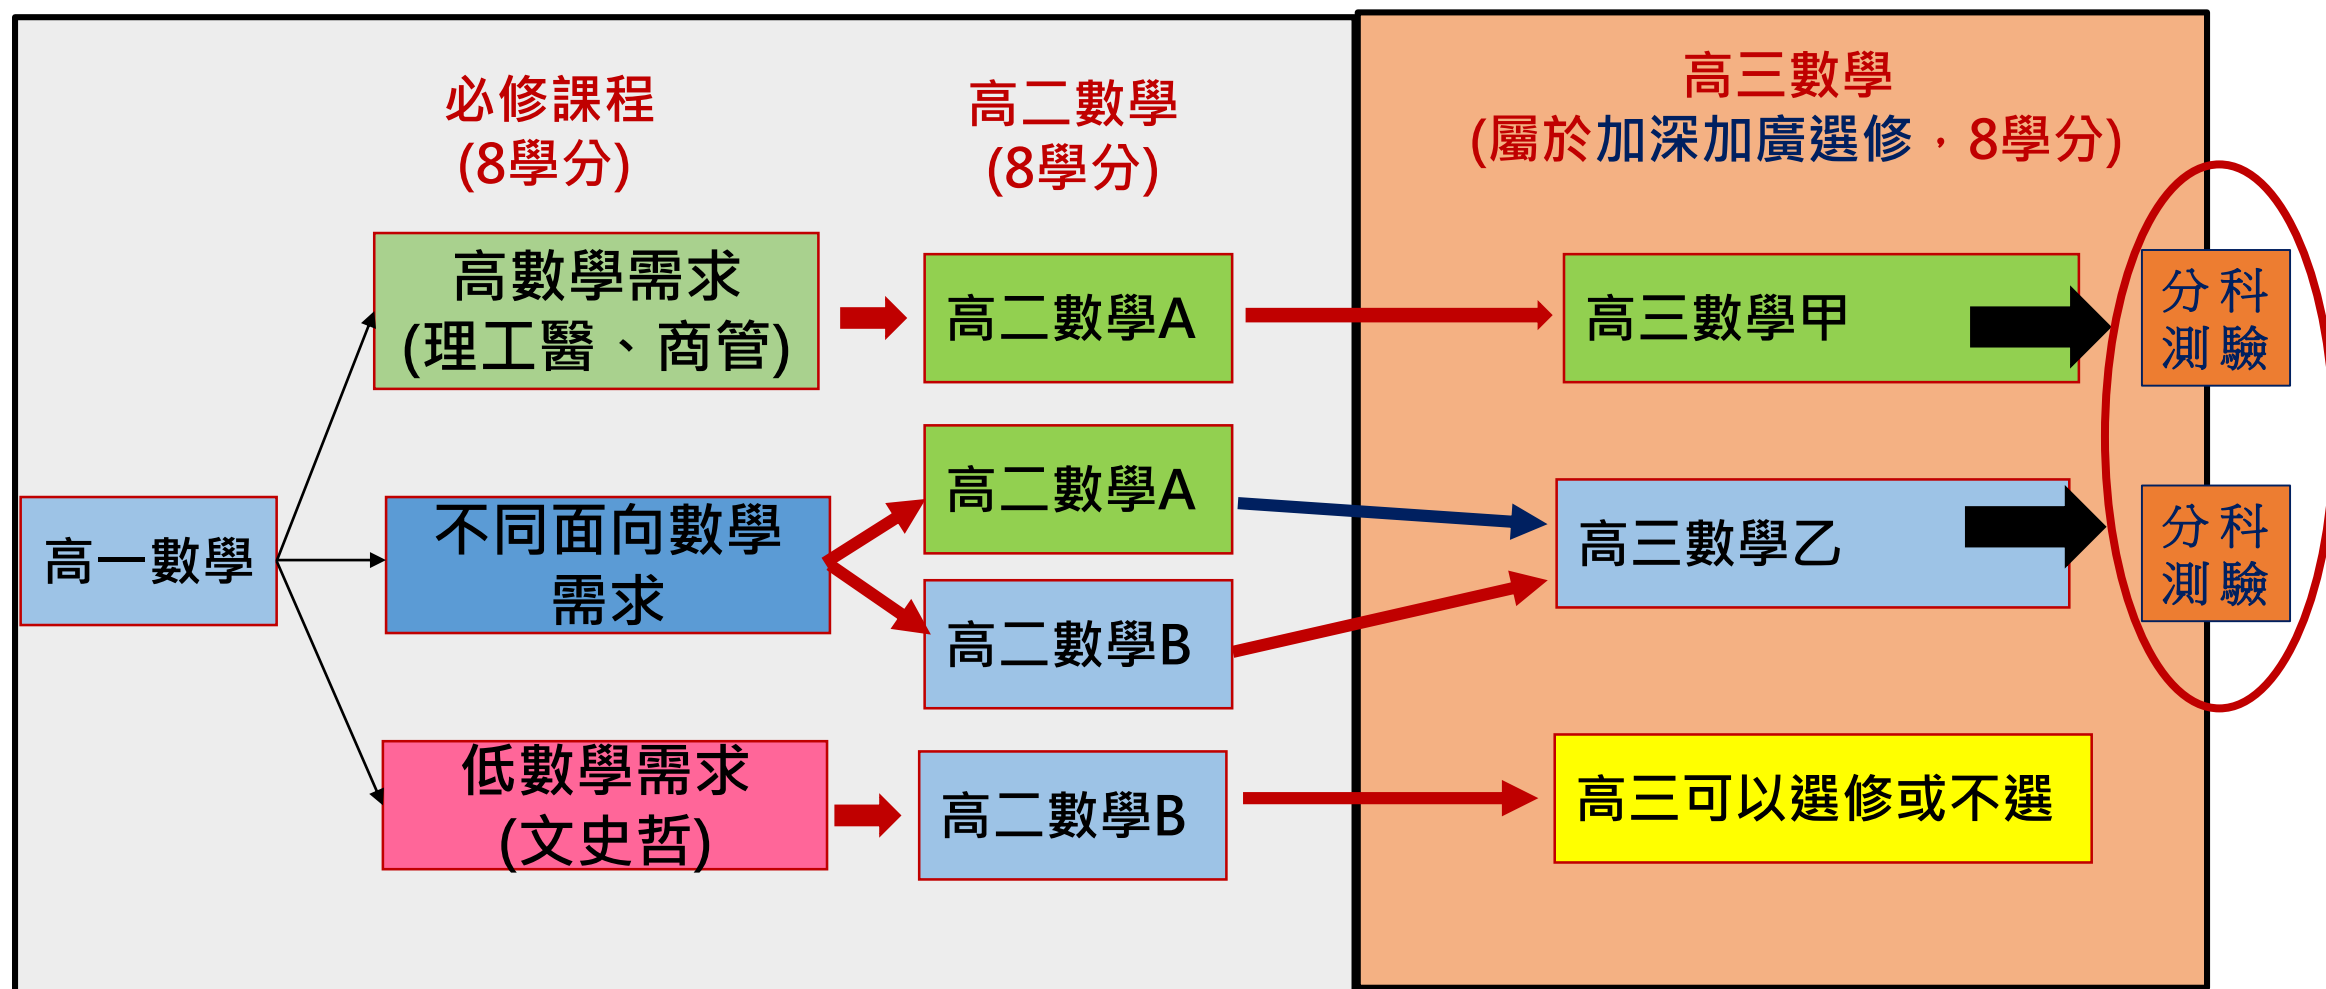 必修課程
(8學分)
高二數學
(8學分)
高三數學
(屬於加深加廣選修，8學分)
高一數學
高數學需求
(理工醫、商管)
高二數學A
高三數學甲
分科
測驗
不同面向數學
需求
高二數學A
高二數學B
高三數學乙
分科
測驗
低數學需求
(文史哲)
高二數學B
高三可以選修或不選